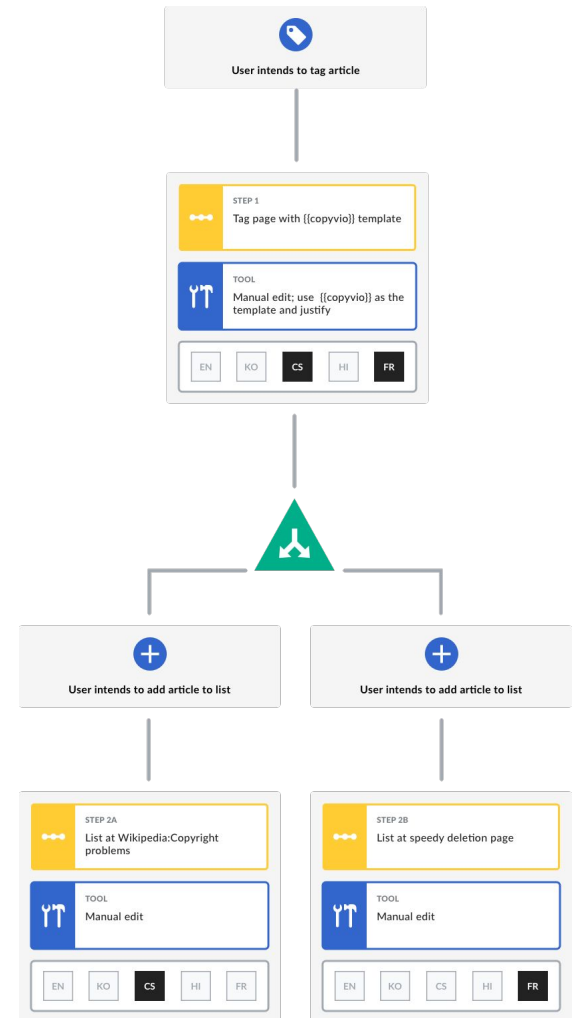 User intends to tag article
STEP 1
Tag page with {{copyvio}} template
TOOL
Manual edit; use {{copyvio}} as the
template and justify
EN KO CS HI FR
User intends to add article to list
User intends to add article to list
STEP 2A
List at Wikipedia:Copyright
problems
TOOL
Manual edit
EN KO CS HI FR
STEP 2B
List at speedy deletion page
TOOL
Manual edit
EN KO CS HI FR